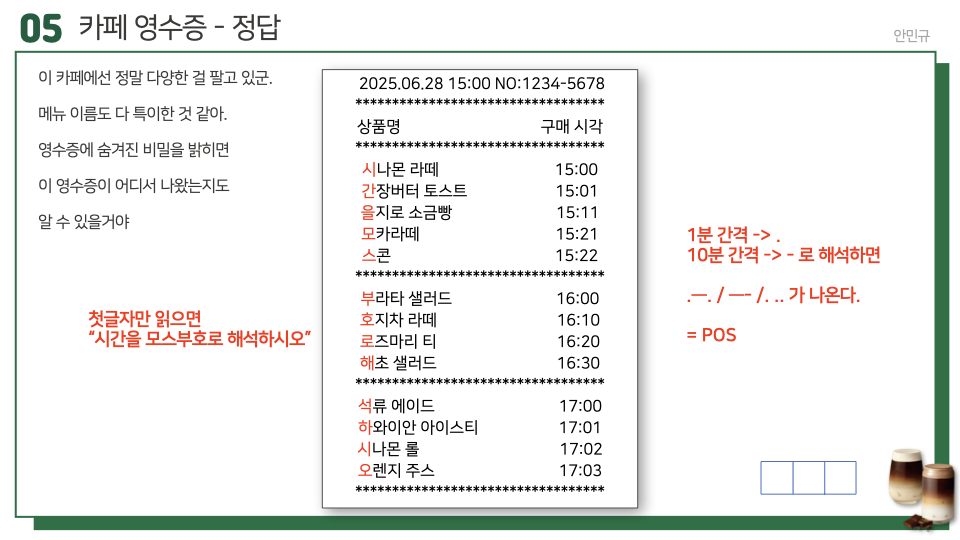 05 카페 영수증 - 정답
안민규
이 카페에선 정말 다양한 걸 팔고 있군.
메뉴 이름도 다 특이한 것 같아.
영수증에 숨겨진 비밀을 밝히면
이 영수증이 어디서 나왔는지도
알 수 있을거야
첫글자만 읽으면
“시간을 모스부호로 해석하시오”
2025.06.28 15:00 NO:1234-5678
***********************************
상품명 구매 시각
***********************************
시나몬 라떼 15:00
간장버터 토스트 15:01
을지로 소금빵 15:11
모카라떼 15:21
스콘 15:22
***********************************
부라타 샐러드 16:00
호지차 라떼 16:10
로즈마리 티 16:20
해초 샐러드 16:30
***********************************
석류 에이드 17:00
하와이안 아이스티 17:01
시나몬 롤 17:02
오렌지 주스 17:03
***********************************
1분 간격 -> .
10분 간격 -> - 로 해석하면
.—. / —- /. .. 가 나온다.
= POS